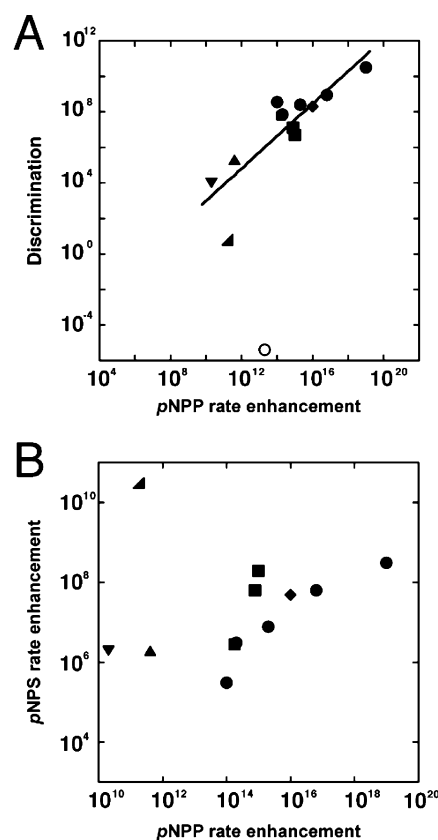 A
10¹²
10⁸
10⁴
10⁰
10⁻⁴
Discrimination
10⁴ 10⁸ 10¹² 10¹⁶ 10²⁰
pNPP rate enhancement
B
10¹⁰
10⁸
10⁶
10⁴
pNPS rate enhancement
10¹⁰ 10¹² 10¹⁴ 10¹⁶ 10¹⁸ 10²⁰
pNPP rate enhancement